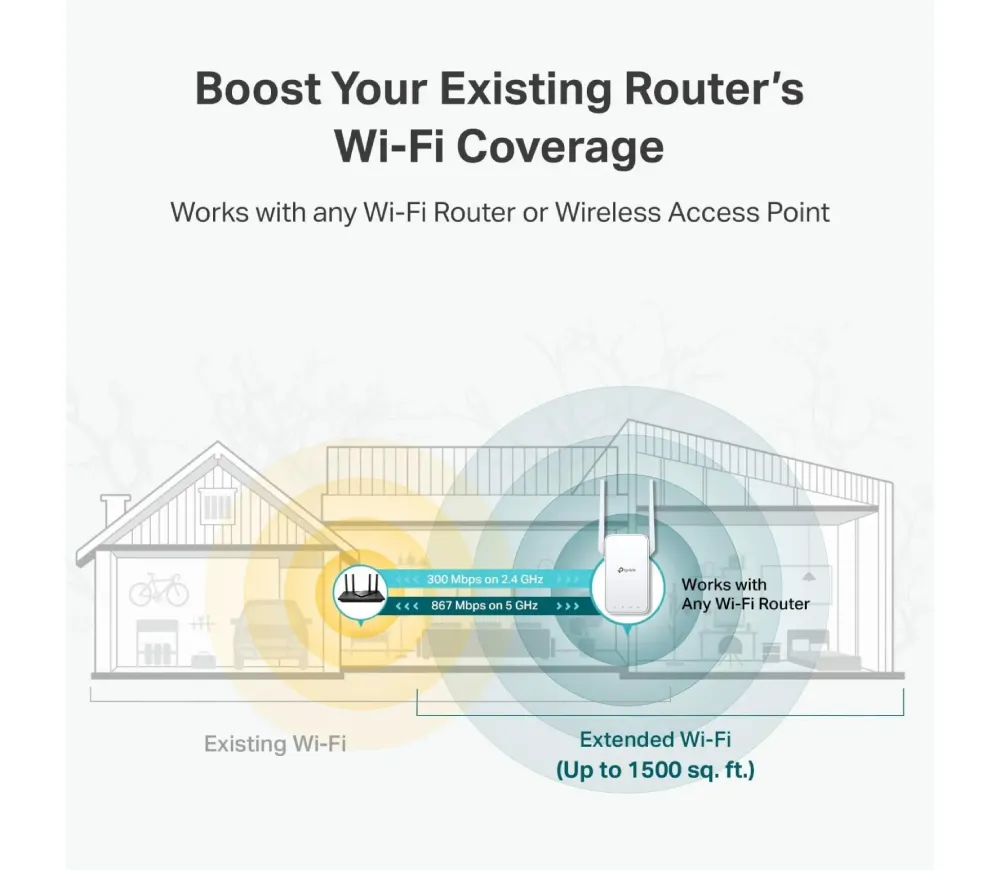 Boost Your Existing Router's
Wi-Fi Coverage
Works with any Wi-Fi Router or Wireless Access Point
300 Mbps on 2.4 GHz
867 Mbps on 5 GHz
tp-link
Works with
Any Wi-Fi Router
Existing Wi-Fi
Extended Wi-Fi
(Up to 1500 sq. ft.)